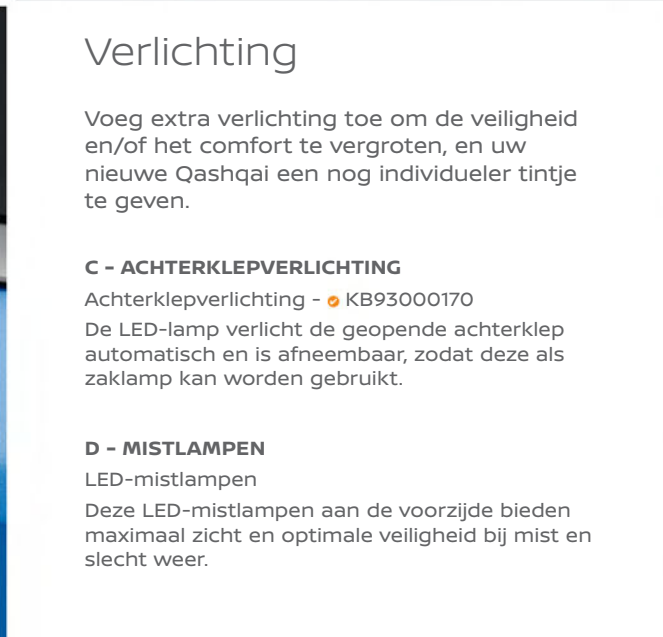 Verlichting
Voeg extra verlichting toe om de veiligheid
en/of het comfort te vergroten, en uw
nieuwe Qashqai een nog individueler tintje
te geven.
C – ACHTERKLEPVERLICHTING
Achterklepverlichting - KB93000170
De LED-lamp verlicht de geopende achterklep
automatisch en is afneembaar, zodat deze als
zaklamp kan worden gebruikt.
D – MISTLAMPEN
LED-mistlampen
Deze LED-mistlampen aan de voorzijde bieden
maximaal zicht en optimale veiligheid bij mist en
slecht weer.